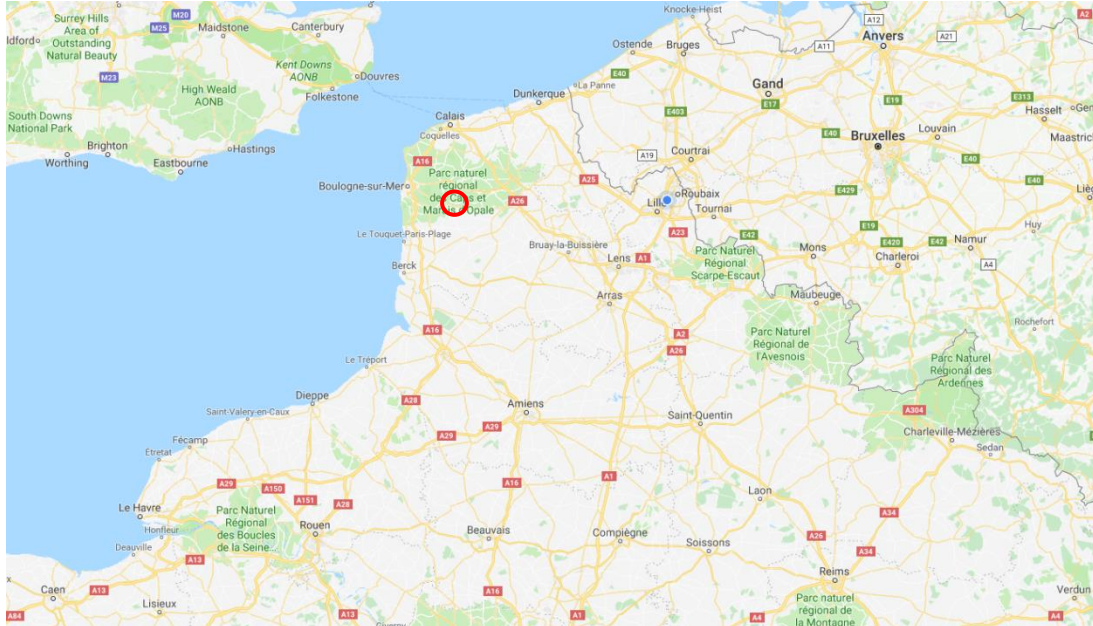 Knocke-Heist
Surrey Hills
Area of
Outstanding
Natural Beauty
M25
M20
Maidstone
Canterbury
Ostende
Bruges
A11
A12
Anvers
A21
A2
M23
Kent Downs
AONB
Douvres
High Weald
AONB
Folkestone
Dunkerque
La Panne
E40
Gand
E17
E403
E19
E313
Hasselt
South Downs
National Park
Calais
Coquelles
Brighton
Worthing
Eastbourne
Hastings
Courtrai
A19
E40
Bruxelles
Louvain
E40
A16
Parc naturel
régional
A25
Boulogne-sur-Mer
A26
Roubaix
Tournai
E429
A23
E19
E42
E420
E42
Namur
Huy
Le Touquet-Paris-Plage
Bruay-la-Buissière
Lens
A1
Parc Naturel
Régional
Scarpe-Escaut
Mons
Charleroi
A4
Berck
Arras
Maubeuge
Rochefort
A16
A2
A26
Parc Naturel
Régional de
l'Avesnois
Parc Naturel
Régional des
Ardennes
Le Tréport
Dieppe
A28
Amiens
Saint-Valery-en-Caux
A29
A29
Saint-Quentin
A304
Charleville-Mézières
Sedan
Fécamp
Étretat
A29
A150
A151
A28
A16
A1
Laon
A34
Le Havre
Honfleur
Deauville
Parc Naturel
Régional
des Boucles
de la Seine...
Rouen
Beauvais
Compiègne
Soissons
A26
A34
A13
Reims
Caen
A13
A84
Lisieux
A13
A16
A1
A4
Parc naturel
régional de
la Montagne
Verdun
A4